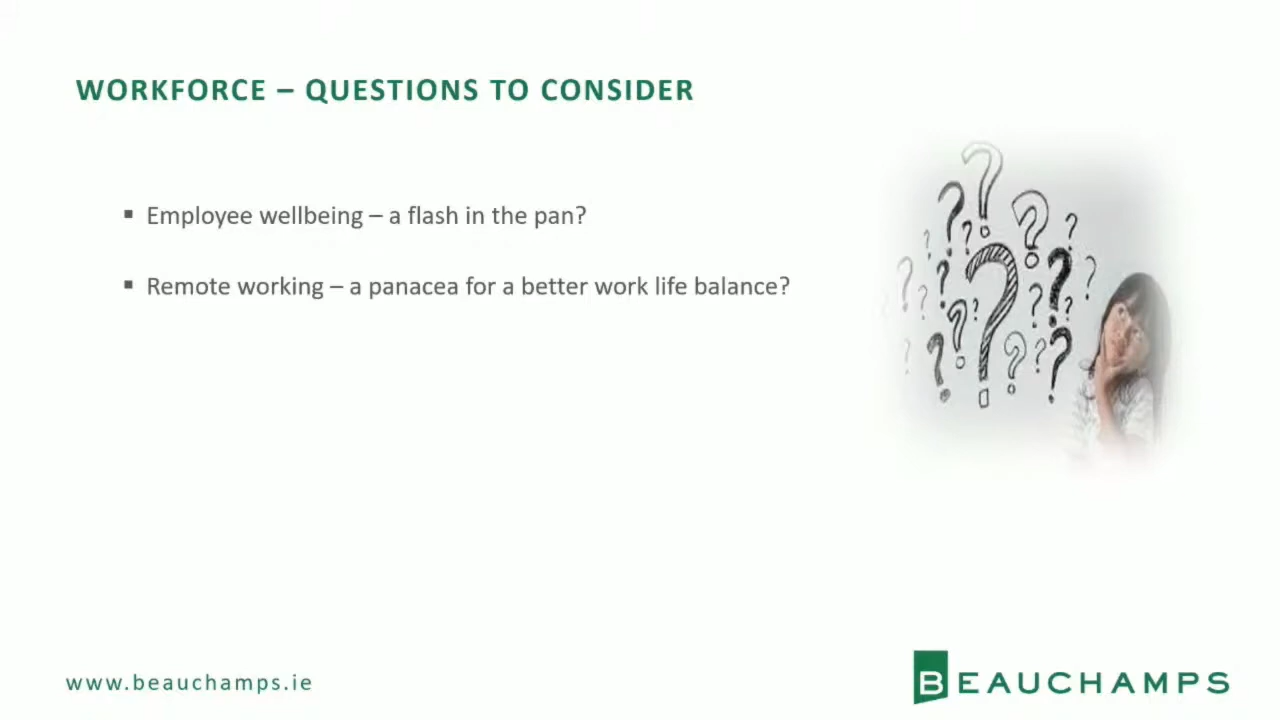 WORKFORCE – QUESTIONS TO CONSIDER
▪ Employee wellbeing – a flash in the pan?
▪ Remote working – a panacea for a better work life balance?
www.beauchamps.ie
BEAUCHAMPS